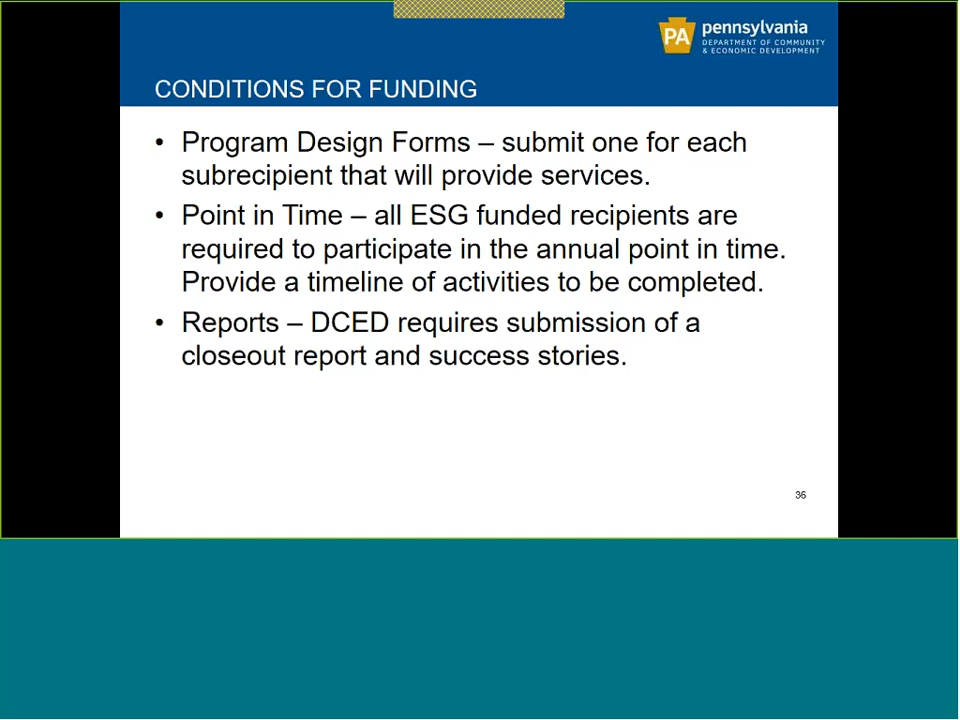 PA
pennsylvania
DEPARTMENT OF COMMUNITY
& ECONOMIC DEVELOPMENT
CONDITIONS FOR FUNDING
• Program Design Forms – submit one for each
subrecipient that will provide services.
• Point in Time – all ESG funded recipients are
required to participate in the annual point in time.
Provide a timeline of activities to be completed.
• Reports – DCED requires submission of a
closeout report and success stories.
36